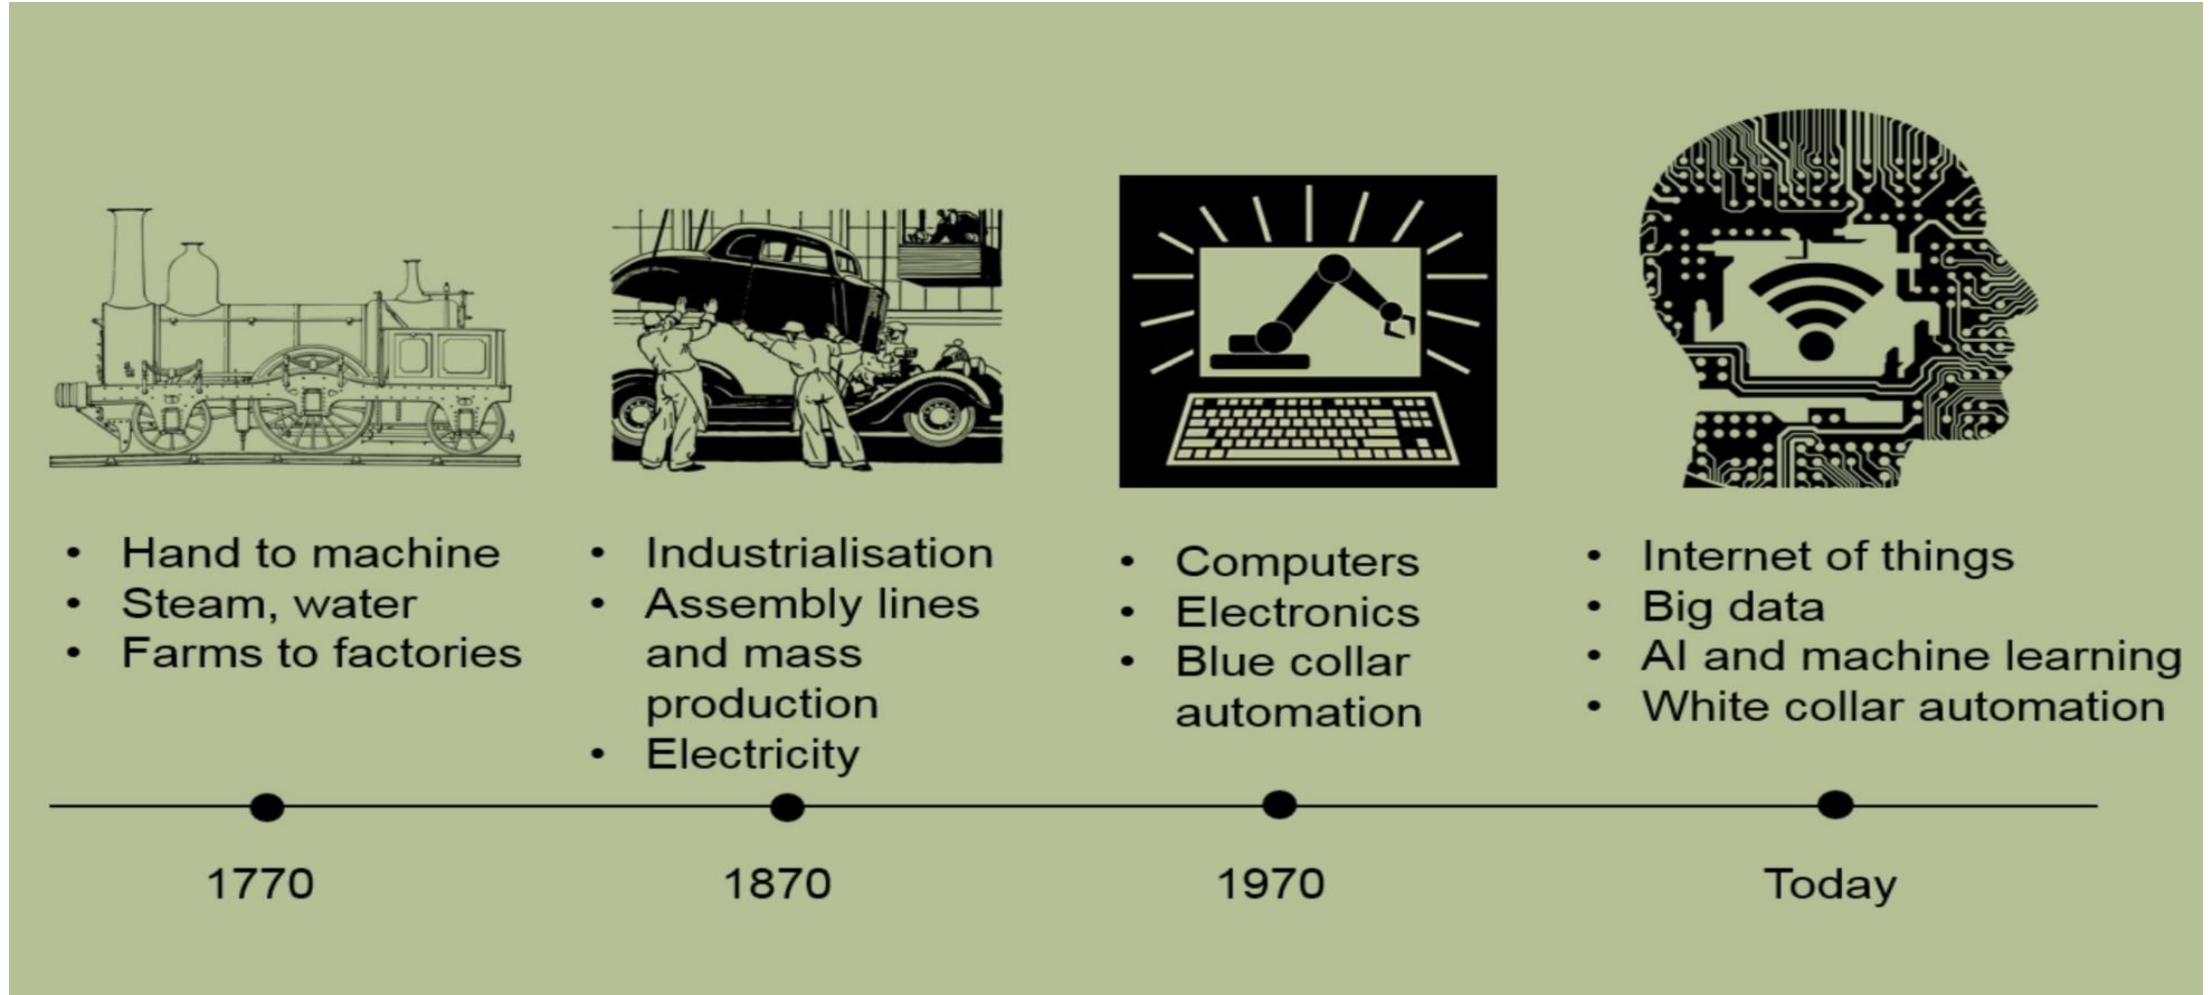 • Hand to machine
• Steam, water
• Farms to factories
• Industrialisation
• Assembly lines
and mass
production
• Electricity
• Computers
• Electronics
• Blue collar
automation
• Internet of things
• Big data
• AI and machine learning
• White collar automation
1770
1870
1970
Today